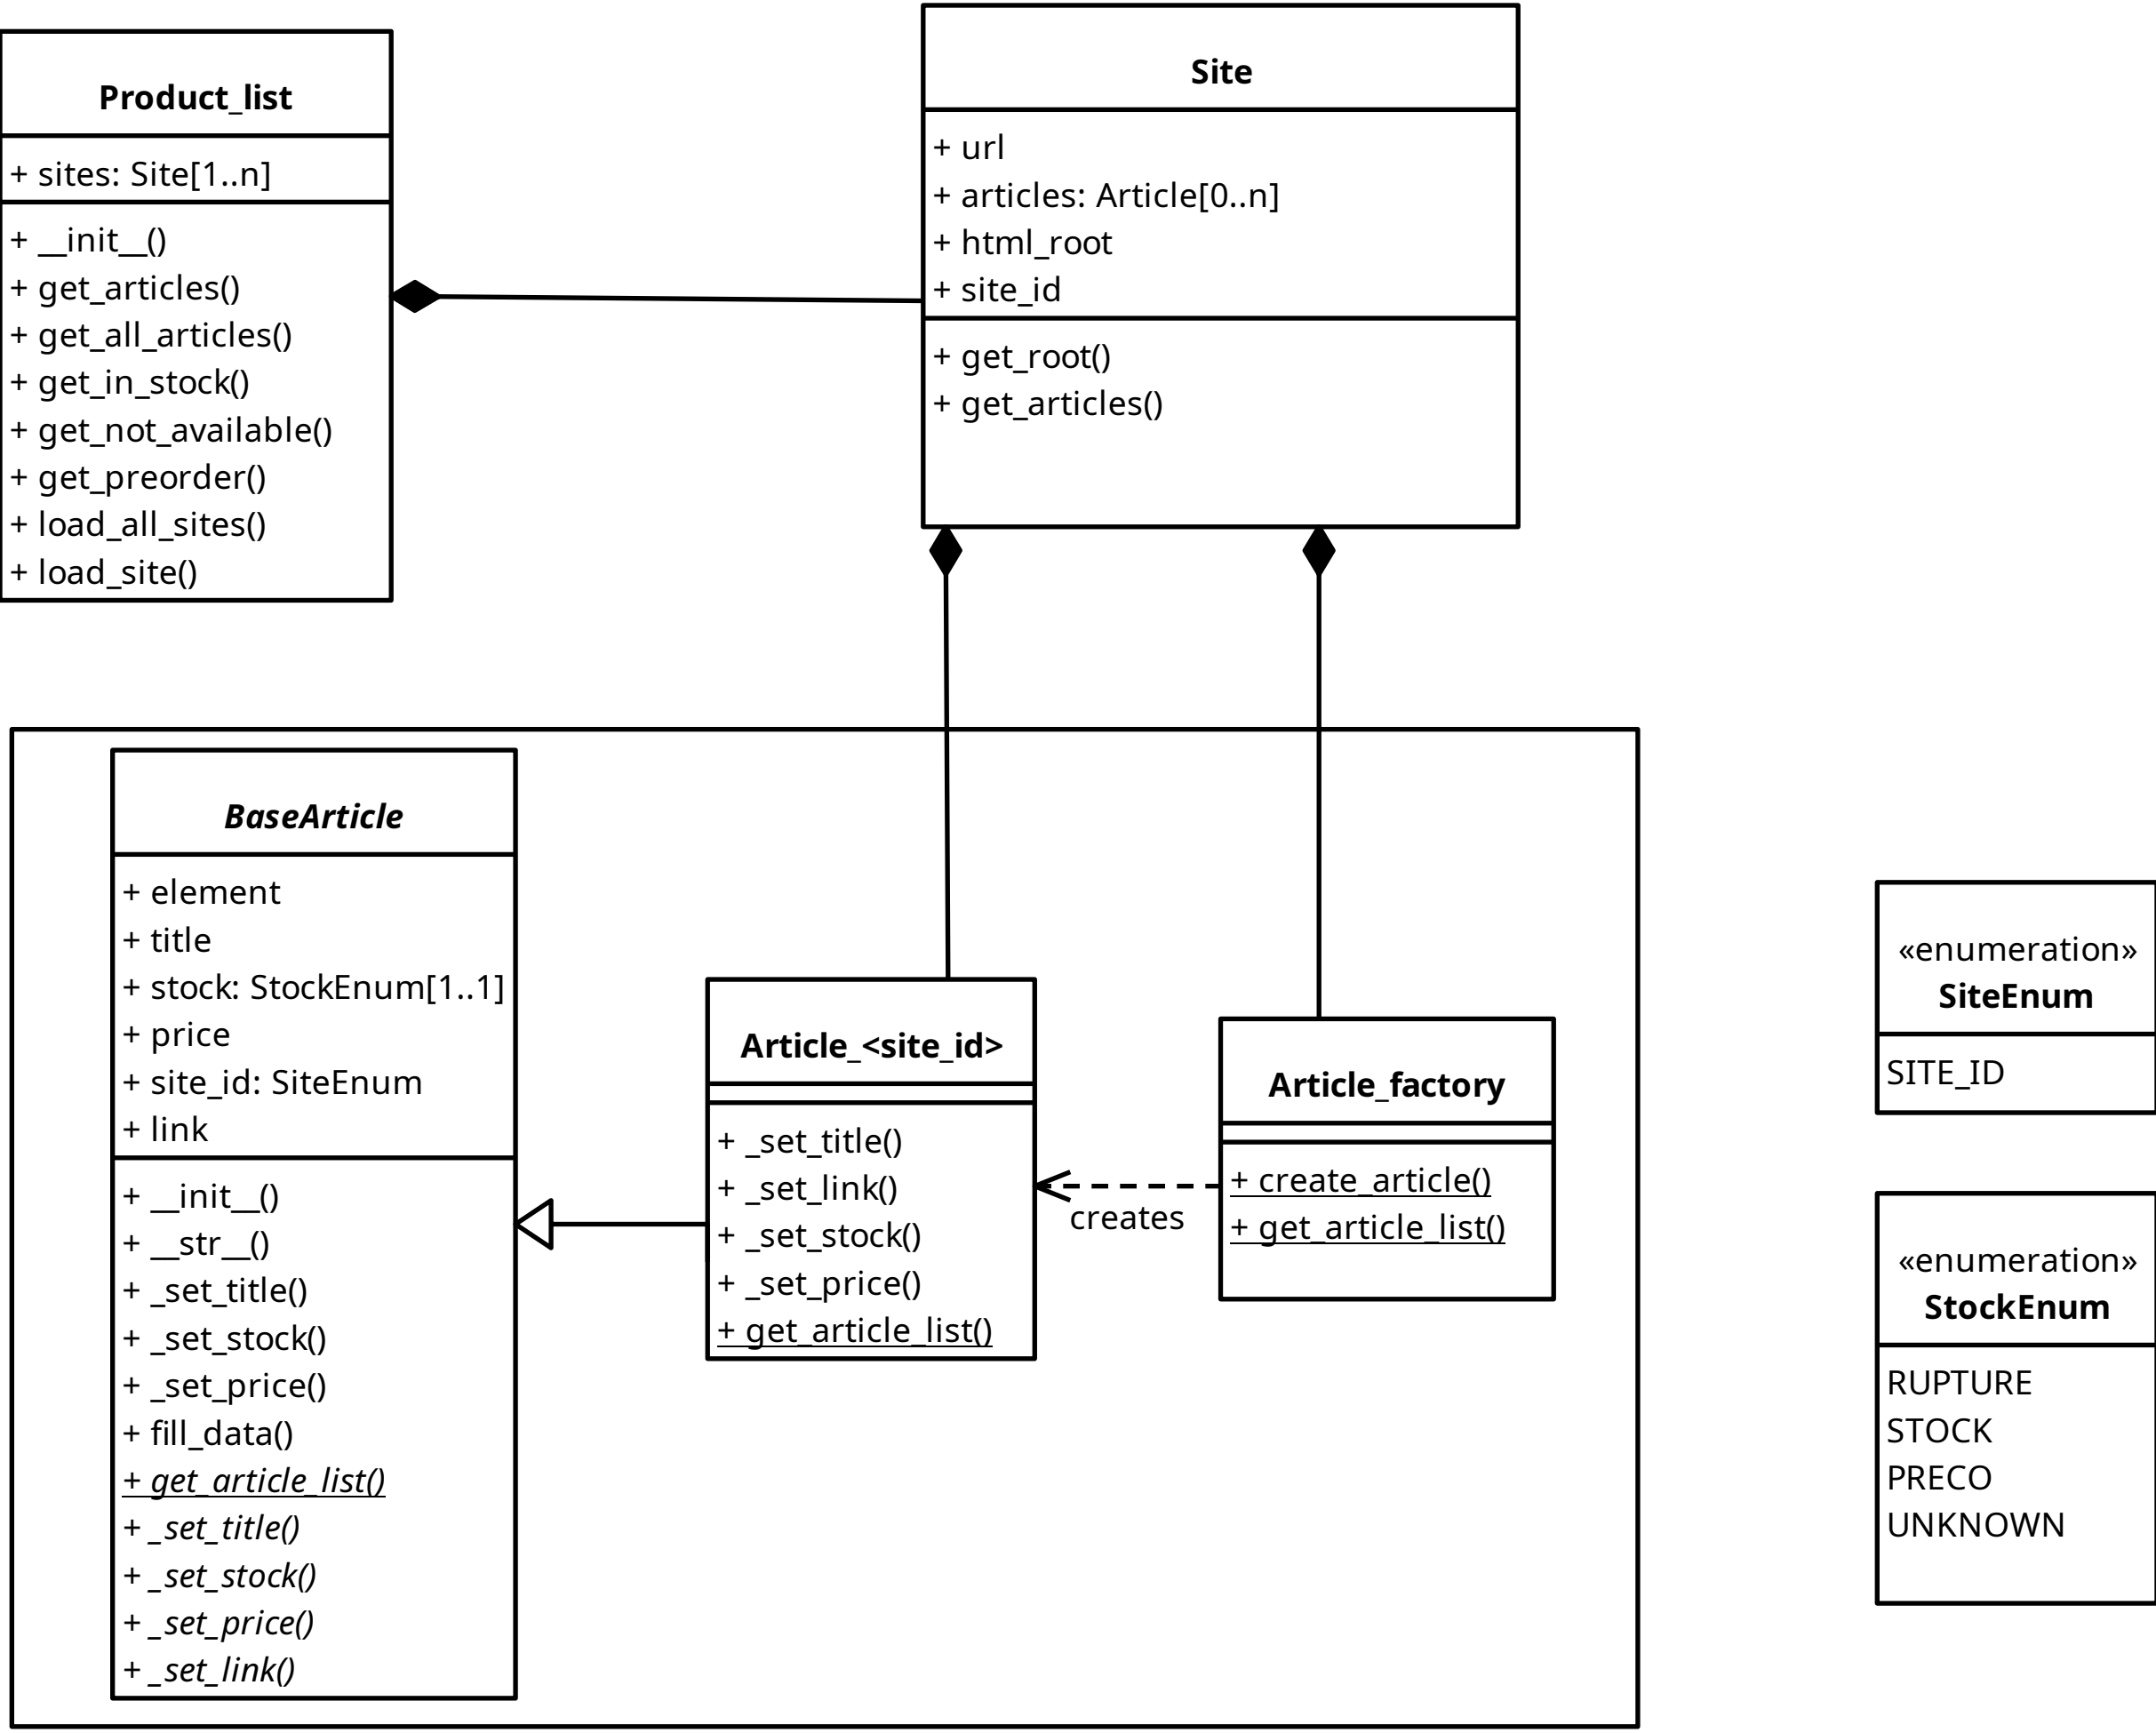 Product_list
+ sites: Site[1..n]
+ __init__()
+ get_articles()
+ get_all_articles()
+ get_in_stock()
+ get_not_available()
+ get_preorder()
+ load_all_sites()
+ load_site()
Site
+ url
+ articles: Article[0..n]
+ html_root
+ site_id
+ get_root()
+ get_articles()
BaseArticle
+ element
+ title
+ stock: StockEnum[1..1]
+ price
+ site_id: SiteEnum
+ link
+ __init__()
+ __str__()
+ _set_title()
+ _set_stock()
+ _set_price()
+ fill_data()
+ get_article_list()
+ _set_title()
+ _set_stock()
+ _set_price()
+ _set_link()
Article_<site_id>
+ _set_title()
+ _set_link()
+ _set_stock()
+ _set_price()
+ get_article_list()
creates
Article_factory
+ create_article()
+ get_article_list()
«enumeration»
SiteEnum
SITE_ID
«enumeration»
StockEnum
RUPTURE
STOCK
PRECO
UNKNOWN